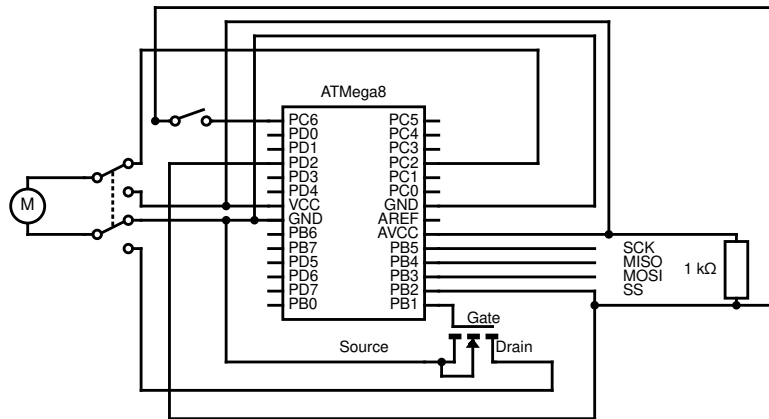 ATMega8
PC6 PC5
PD0 PC4
PD1 PC3
PD2 PC2
PD3 PC1
PD4 PC0
VCC GND
GND AREF
PB6 AVCC
PB7 PB5 SCK
PD5 PB4 MISO
PD6 PB3 MOSI
PD7 PB2 SS
PB0 PB1
M
1 kΩ
Gate
Source Drain